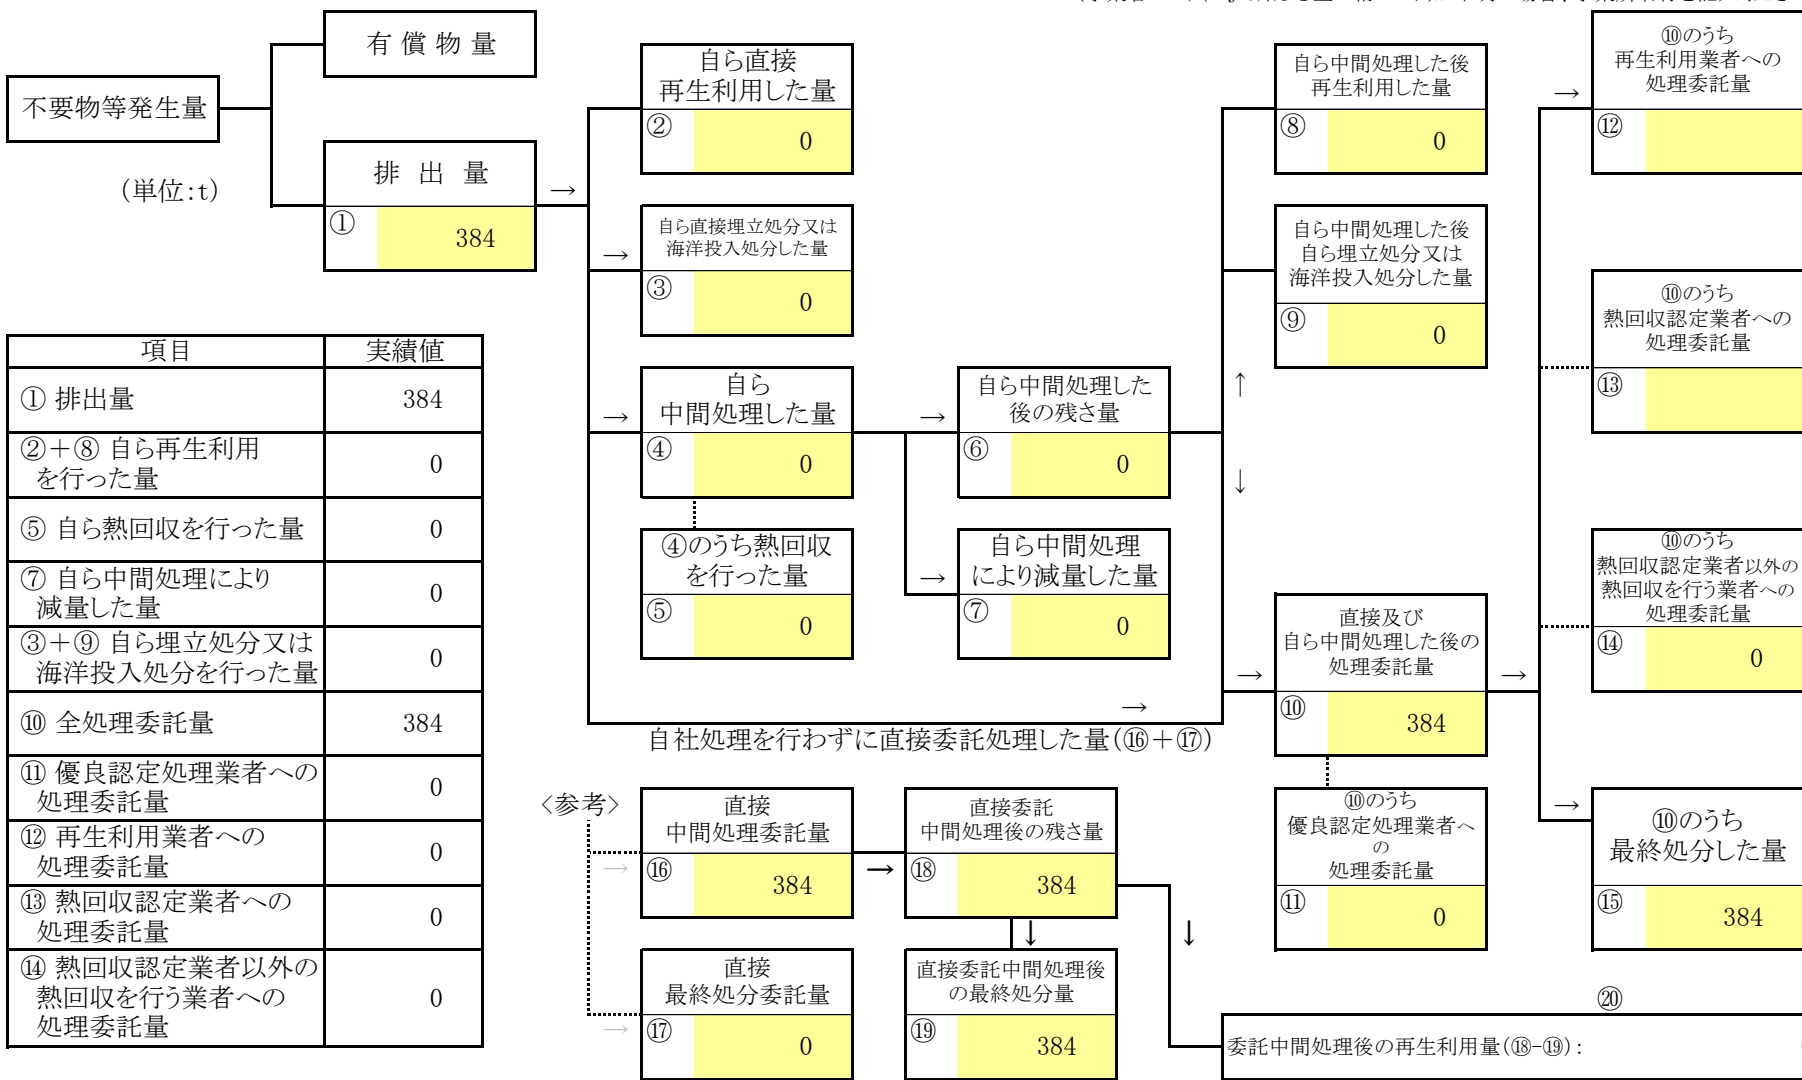 有 償 物 量
不要物等発生量
(単位:t)
排 出 量
①
384
→
自ら直接
再生利用した量
②
0
→
自ら直接埋立処分又は
海洋投入処分した量
③
0
→
自ら
中間処理した量
④
0
④のうち熱回収
を行った量
⑤
0
→
自ら中間処理した
後の残さ量
⑥
0
→
自ら中間処理
により減量した量
⑦
0
→
自社処理を行わずに直接委託処理した量(⑯+⑰)
↑
↓
自ら中間処理した後
再生利用した量
⑧
0
自ら中間処理した後
自ら埋立処分又は
海洋投入処分した量
⑨
0
→
直接及び
自ら中間処理した後の
処理委託量
⑩
384
⑩のうち
優良認定処理業者へ
の
処理委託量
⑪
0
→
→
⑩のうち
再生利用業者への
処理委託量
⑫
⑩のうち
熱回収認定業者への
処理委託量
⑬
⑩のうち
熱回収認定業者以外の
熱回収を行う業者への
処理委託量
⑭
0
→
⑩のうち
最終処分した量
⑮
384
項目 実績値
① 排出量 384
②+⑧ 自ら再生利用
を行った量 0
⑤ 自ら熱回収を行った量 0
⑦ 自ら中間処理により
減量した量 0
③+⑨ 自ら埋立処分又は
海洋投入処分を行った量 0
⑩ 全処理委託量 384
⑪ 優良認定処理業者への
処理委託量 0
⑫ 再生利用業者への
処理委託量 0
⑬ 熱回収認定業者への
処理委託量 0
⑭ 熱回収認定業者以外の
熱回収を行う業者への
処理委託量 0
〈参考〉
→
直接
中間処理委託量
⑯
384
→
直接委託
中間処理後の残さ量
⑱
384
↓
↓
→
直接
最終処分委託量
⑰
0
直接委託中間処理後
の最終処分量
⑲
384
⑳
委託中間処理後の再生利用量(⑱-⑲):